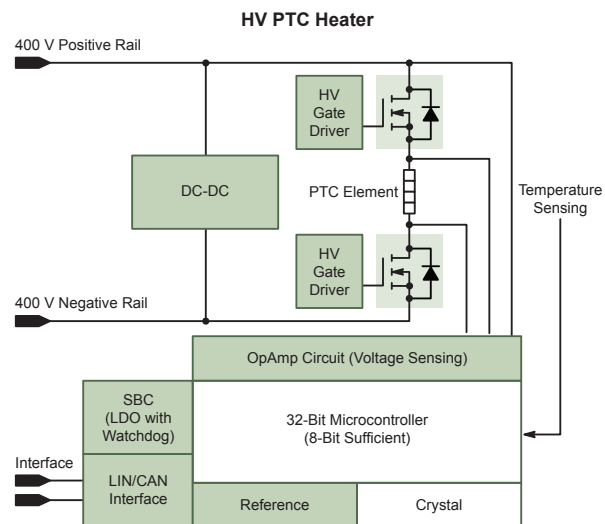 HV PTC Heater
400 V Positive Rail
HV
Gate
Driver
DC-DC
PTC Element
Temperature
Sensing
HV
Gate
Driver
400 V Negative Rail
OpAmp Circuit (Voltage Sensing)
SBC
(LDO with
Watchdog)
32-Bit Microcontroller
(8-Bit Sufficient)
Interface
LIN/CAN
Interface
Reference
Crystal